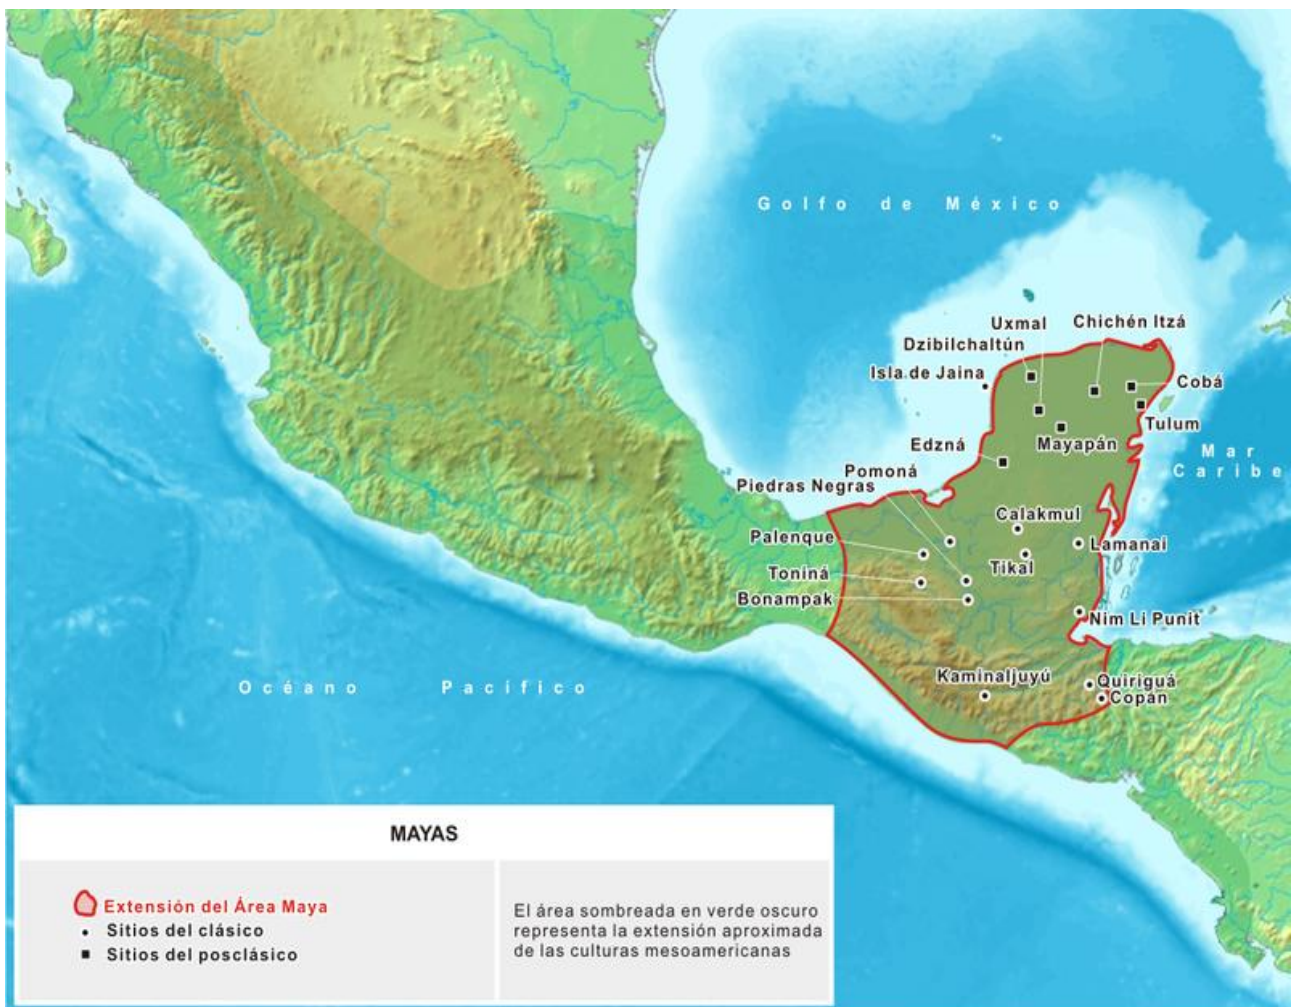 Golfo de México
Uxmal
Chichén Itzá
Dzibilchaltún
Isla de Jaina
Cobá
Tulum
Mayapán
Edzná
Mar
Caribe
Pomoná
Piedras Negras
Calakmul
Palenque
Lamanai
Tikal
Toniná
Bonampak
Nim Li Punit
Kaminaljuyú
Quiriguá
Copán
Océano Pacífico
MAYAS
Extensión del Área Maya
Sitios del clásico
Sitios del posclásico
El área sombreada en verde oscuro
representa la extensión aproximada
de las culturas mesoamericanas